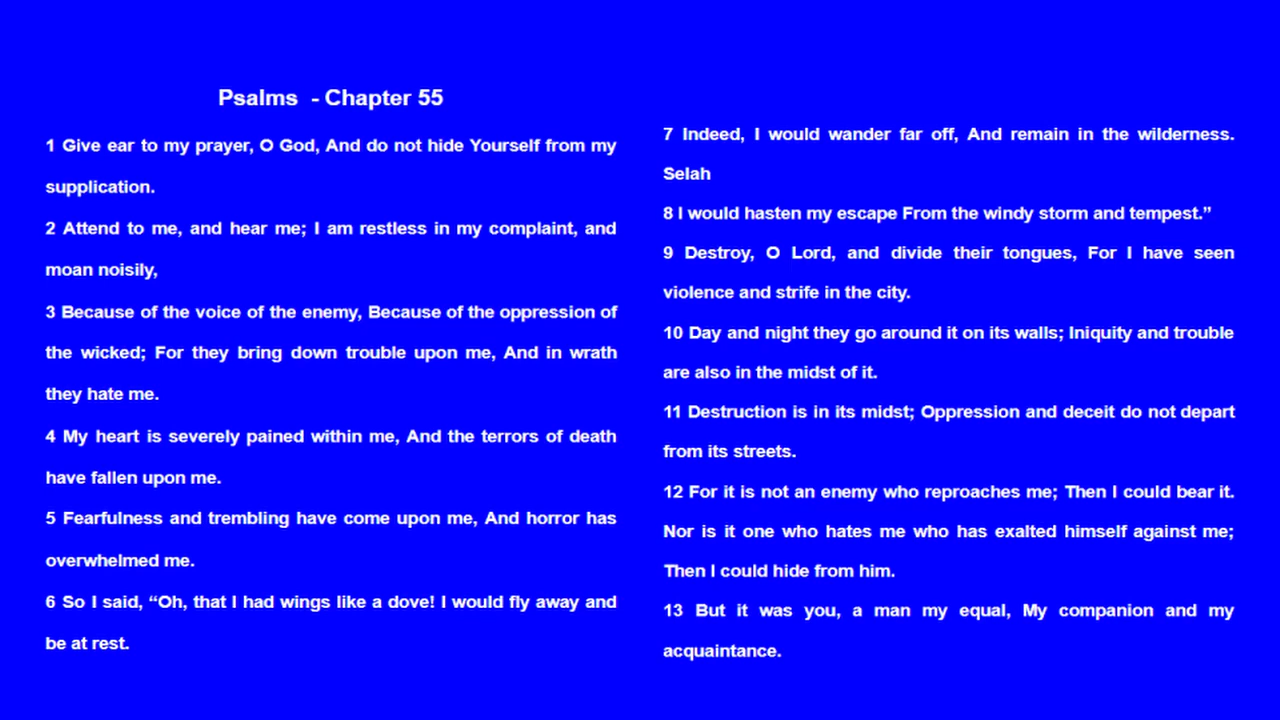 Psalms - Chapter 55
1 Give ear to my prayer, O God, And do not hide Yourself from my
supplication.
2 Attend to me, and hear me; I am restless in my complaint, and
moan noisily,
3 Because of the voice of the enemy, Because of the oppression of
the wicked; For they bring down trouble upon me, And in wrath
they hate me.
4 My heart is severely pained within me, And the terrors of death
have fallen upon me.
5 Fearfulness and trembling have come upon me, And horror has
overwhelmed me.
6 So I said, “Oh, that I had wings like a dove! I would fly away and
be at rest.
7 Indeed, I would wander far off, And remain in the wilderness.
Selah
8 I would hasten my escape From the windy storm and tempest.”
9 Destroy, O Lord, and divide their tongues, For I have seen
violence and strife in the city.
10 Day and night they go around it on its walls; Iniquity and trouble
are also in the midst of it.
11 Destruction is in its midst; Oppression and deceit do not depart
from its streets.
12 For it is not an enemy who reproaches me; Then I could bear it.
Nor is it one who hates me who has exalted himself against me;
Then I could hide from him.
13 But it was you, a man my equal, My companion and my
acquaintance.